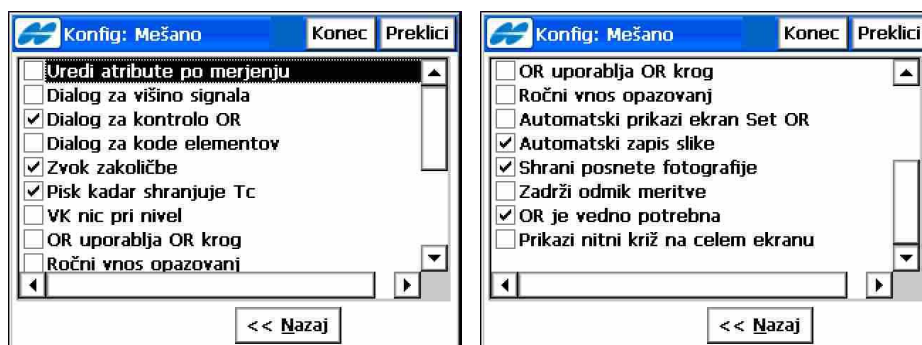 Konfig: Mešano
Konec
Preklici
Uredi atribute po merjenju
Dialog za višino signala
Dialog za kontrolo OR
Dialog za kode elementov
Zvok zakoličbe
Pisk kadar shranjuje Tc
VK nic pri nivel
OR uporablja OR krog
Ročni vnos opazovanj
<< Nazaj
Konfig: Mešano
Konec
Preklici
OR uporablja OR krog
Ročni vnos opazovanj
Automatski prikazi ekran Set OR
Automatski zapis slike
Shrani posnete fotografije
Zadrži odmik meritve
OR je vedno potrebna
Prikazi nitni križ na celem ekranu
<< Nazaj